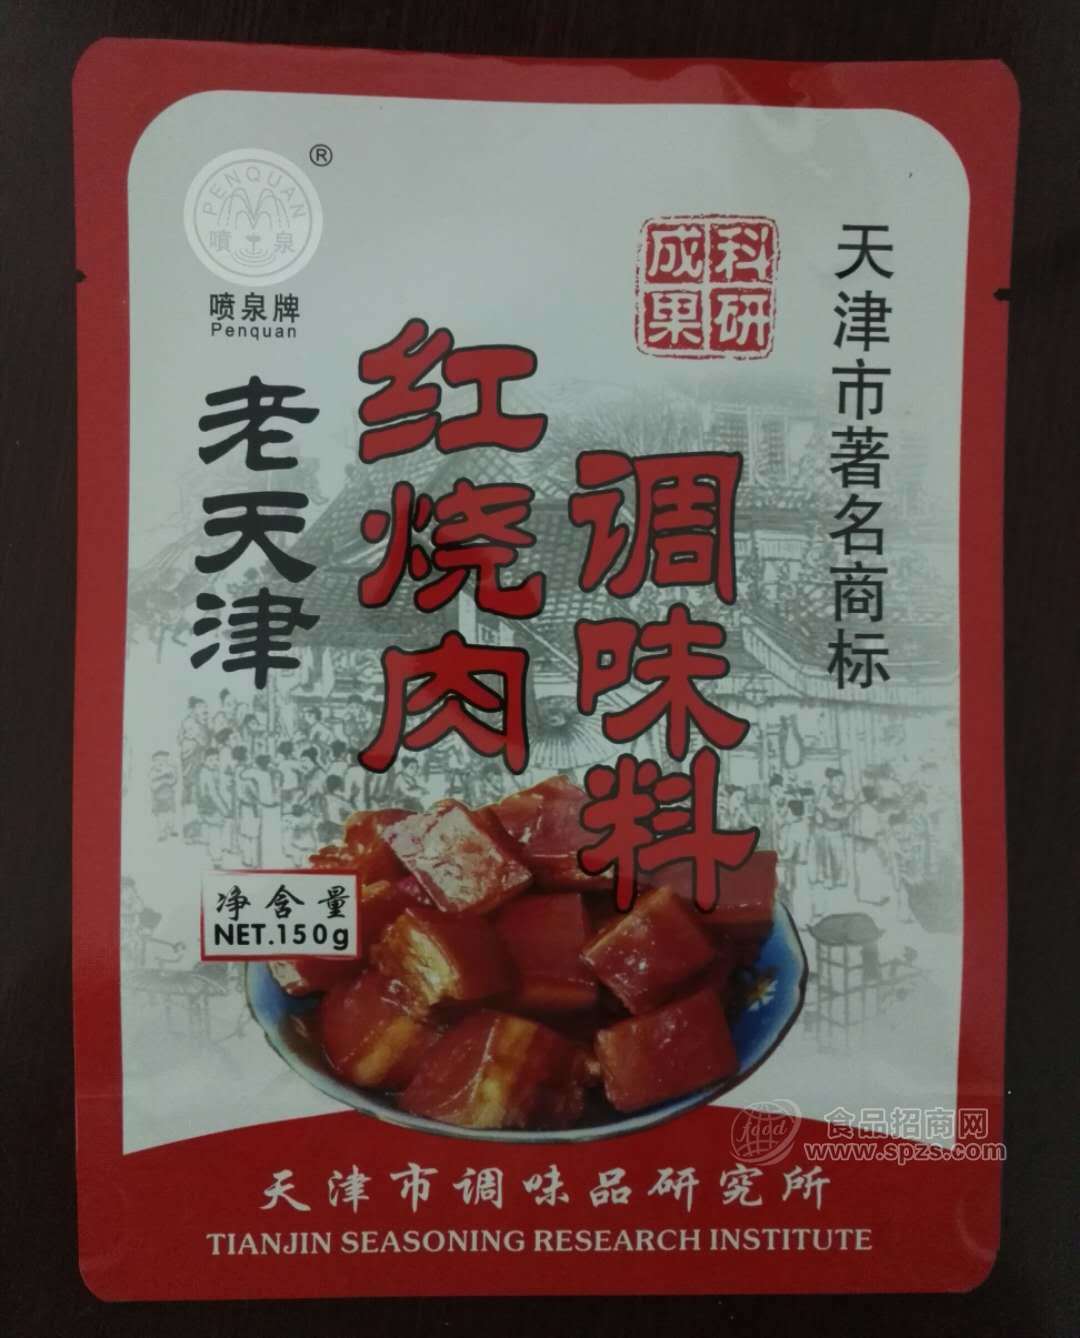 PENQUAN
噴泉
®
喷泉牌
Penquan
科研
成果
天津市著名商标
老天津
红烧肉
调味料
净含量
NET.150g
天津市调味品研究所
TIANJIN SEASONING RESEARCH INSTITUTE
food
食品招商网
www.spzs.com